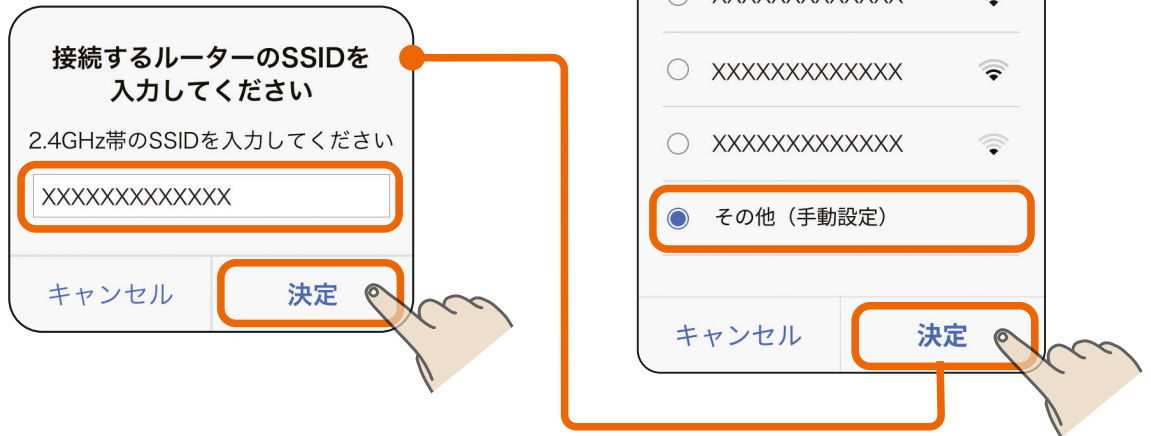 接続するルーターのSSIDを
入力してください
2.4GHz帯のSSIDを入力してください
XXXXXXXXXXXXX
キャンセル
決定
XXXXXXXXXXXXX
XXXXXXXXXXXXX
XXXXXXXXXXXXX
その他（手動設定）
キャンセル
決定